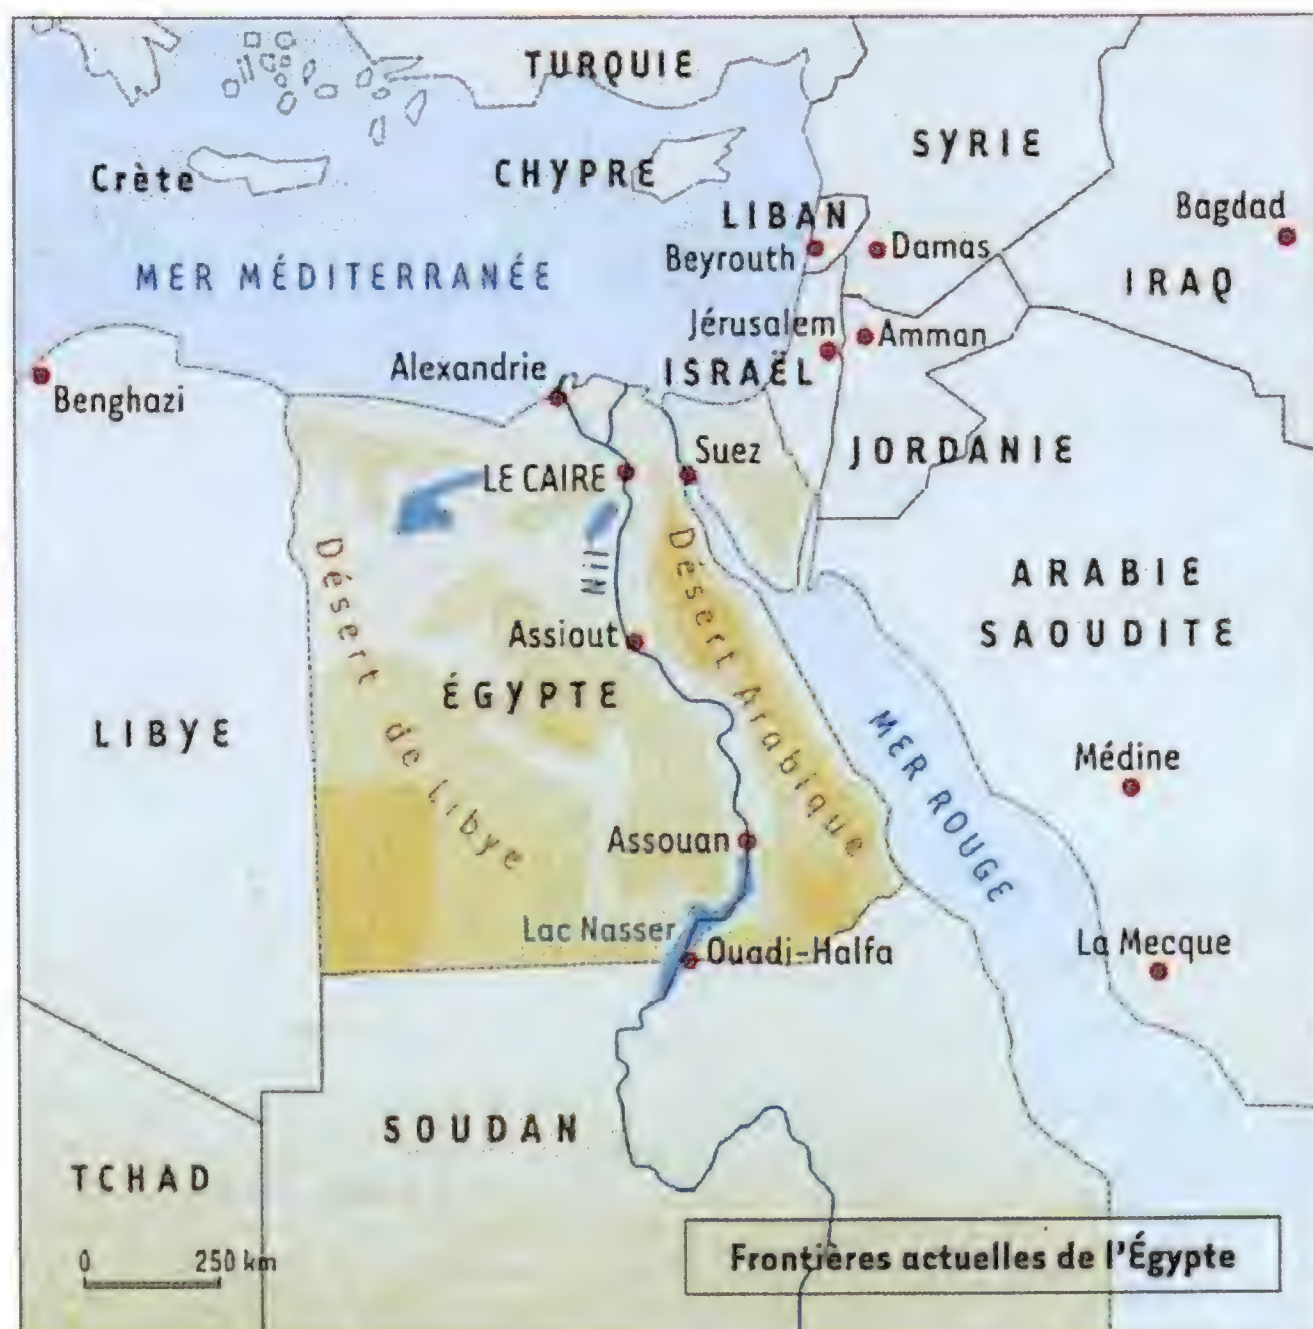 TURQUIE
SYRIE
Crète
CHYPRE
LIBAN
Bagdad
Beyrouth
Damas
MER MÉDITERRANÉE
IRAQ
Jérusalem
Amman
Alexandrie
ISRAËL
Benghazi
Suez
JORDANIE
LE CAIRE
Nil
Désert de Libye
Désert Arabique
ARABIE
SAOUDITE
Assiout
ÉGYPTE
LIBYE
MER ROUGE
Médine
Assouan
Lac Nasser
Ouadi-Halfa
La Mecque
SOUDAN
TCHAD
0 250 km
Frontières actuelles de l'Égypte